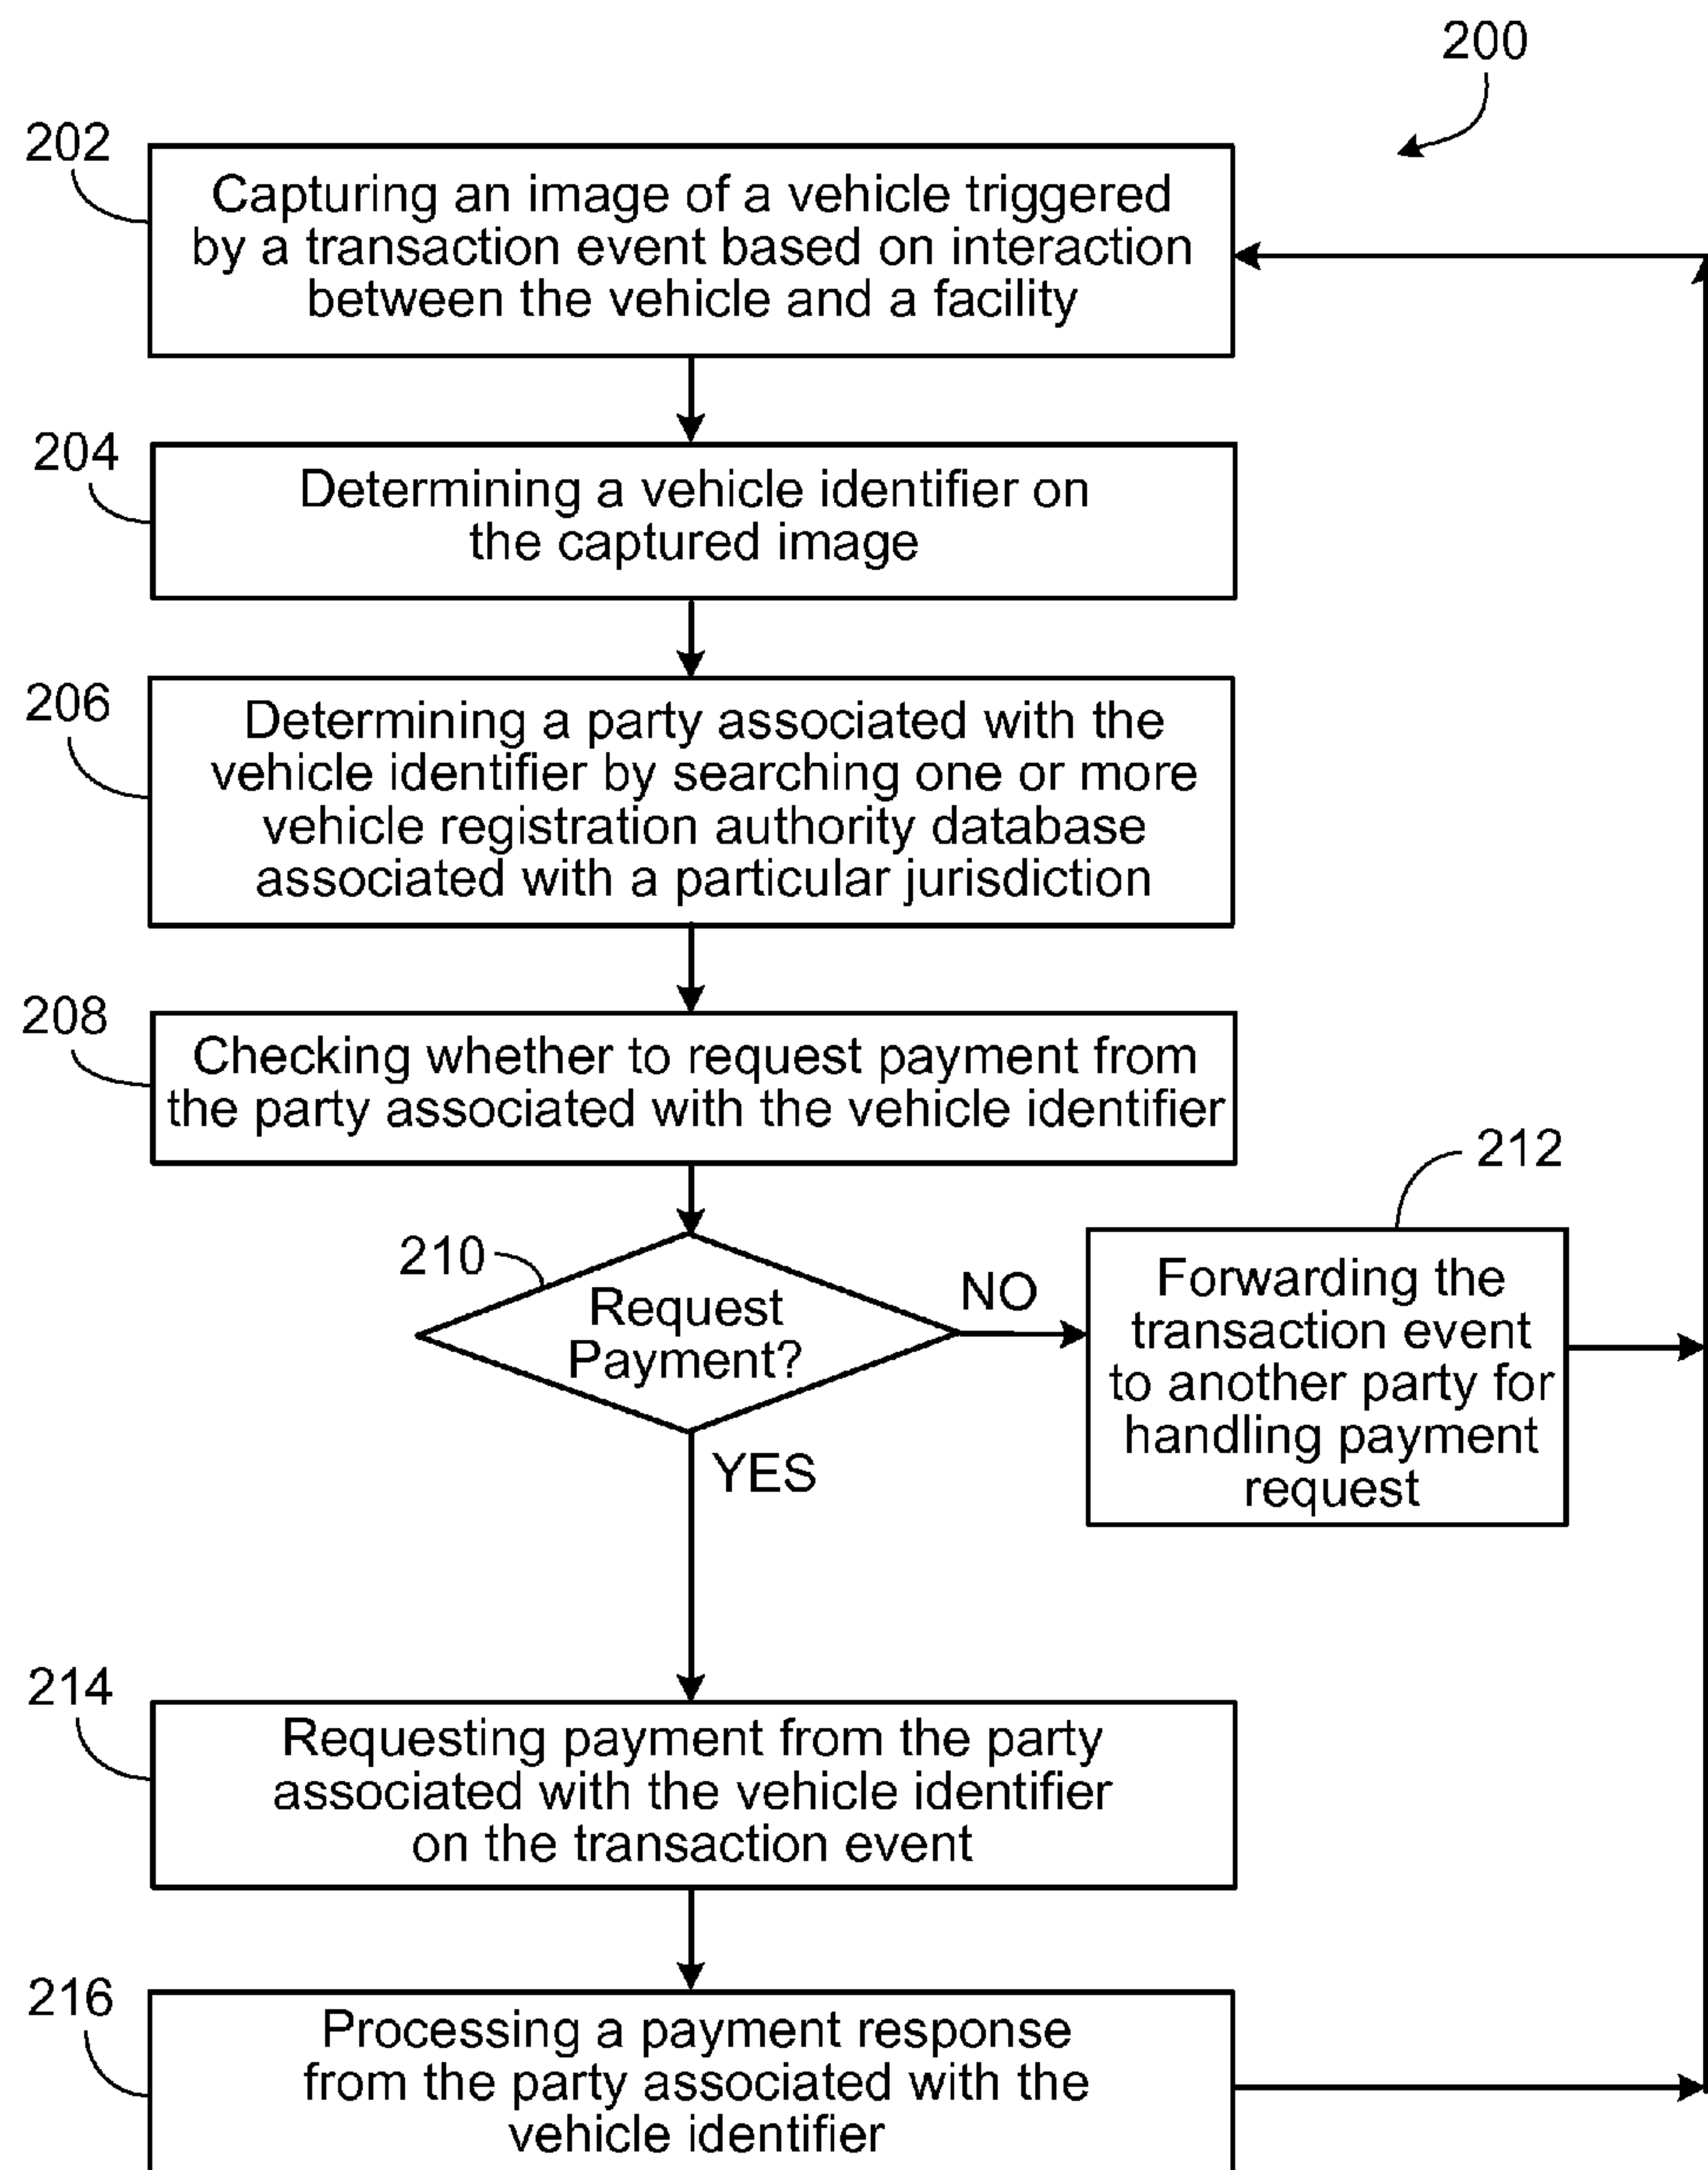 200
202
Capturing an image of a vehicle triggered
by a transaction event based on interaction
between the vehicle and a facility
204
Determining a vehicle identifier on
the captured image
206
Determining a party associated with the
vehicle identifier by searching one or more
vehicle registration authority database
associated with a particular jurisdiction
208
Checking whether to request payment from
the party associated with the vehicle identifier
210
Request
Payment?
NO
YES
212
Forwarding the
transaction event
to another party for
handling payment
request
214
Requesting payment from the party
associated with the vehicle identifier
on the transaction event
216
Processing a payment response
from the party associated with the
vehicle identifier